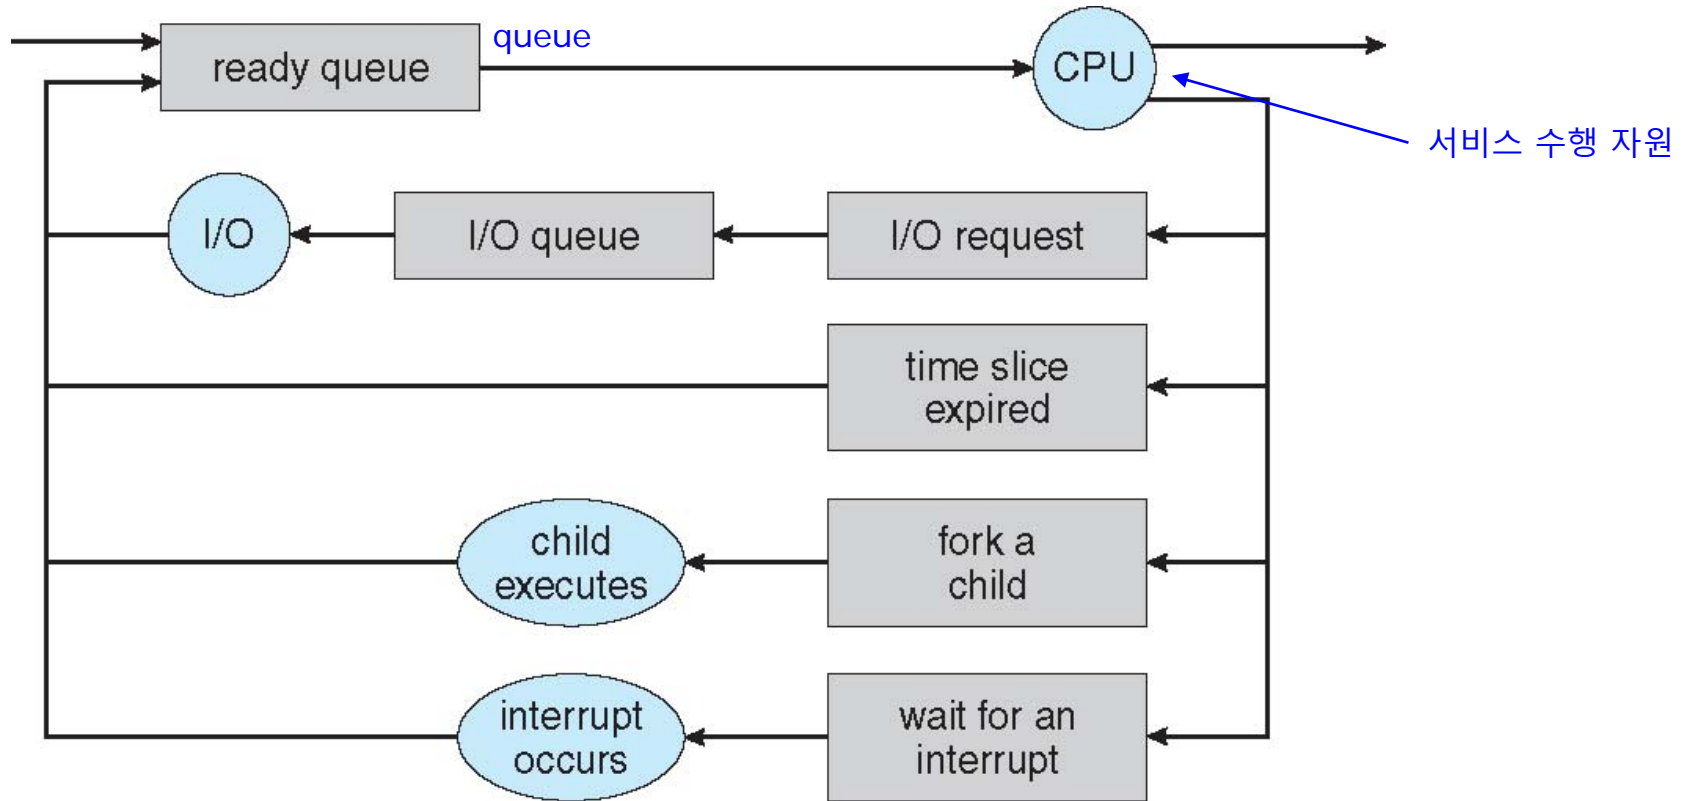 ready queue
queue
CPU
서비스 수행 자원
I/O
I/O queue
I/O request
time slice
expired
child
executes
fork a
child
interrupt
occurs
wait for an
interrupt